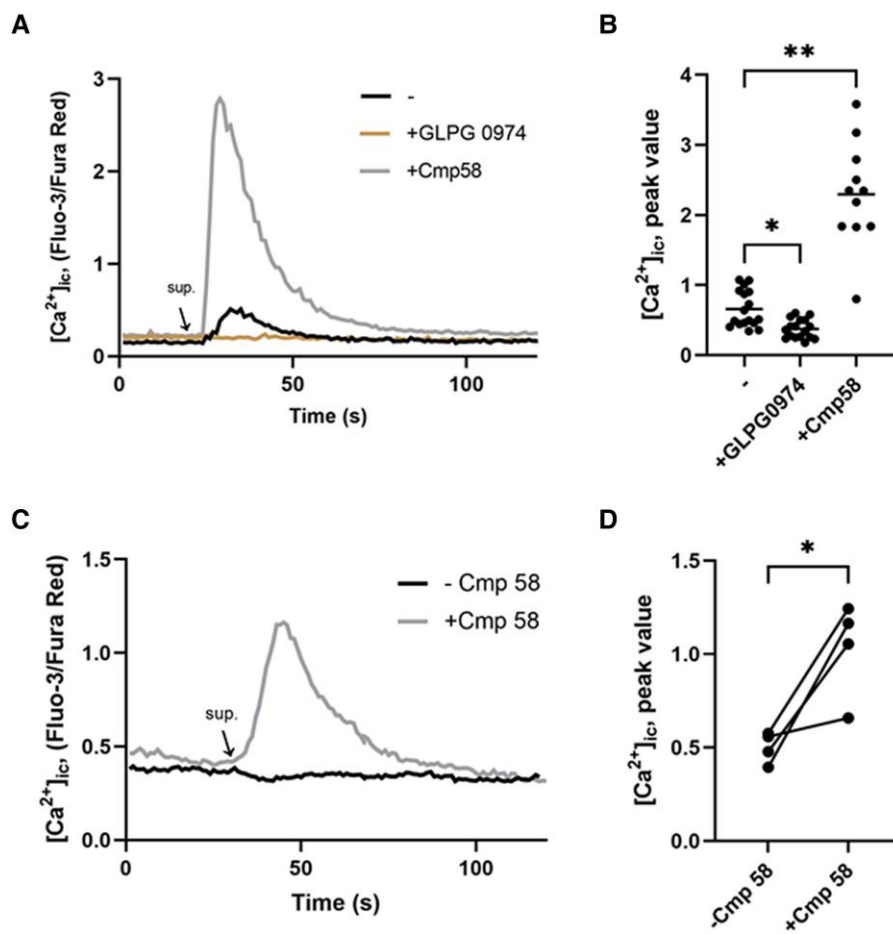 A
[Ca²⁺]ic, (Fluo-3/Fura Red)
3
2
1
0
0
50
100
Time (s)
sup.
-
+GLPG 0974
+Cmp58
B
[Ca²⁺]ic, peak value
4
3
2
1
0
**
*
-
+GLPG0974
+Cmp58
C
[Ca²⁺]ic, (Fluo-3/Fura Red)
1.5
1.0
0.5
0.0
0
50
100
Time (s)
sup.
- Cmp 58
+Cmp 58
D
[Ca²⁺]ic, peak value
1.5
1.0
0.5
0.0
*
-Cmp 58
+Cmp 58